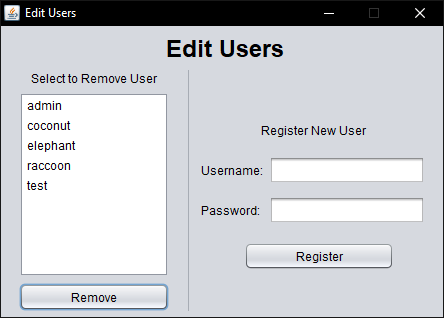 Edit Users
Edit Users
Select to Remove User
admin
coconut
elephant
raccoon
test
Remove
Register New User
Username:
Password:
Register